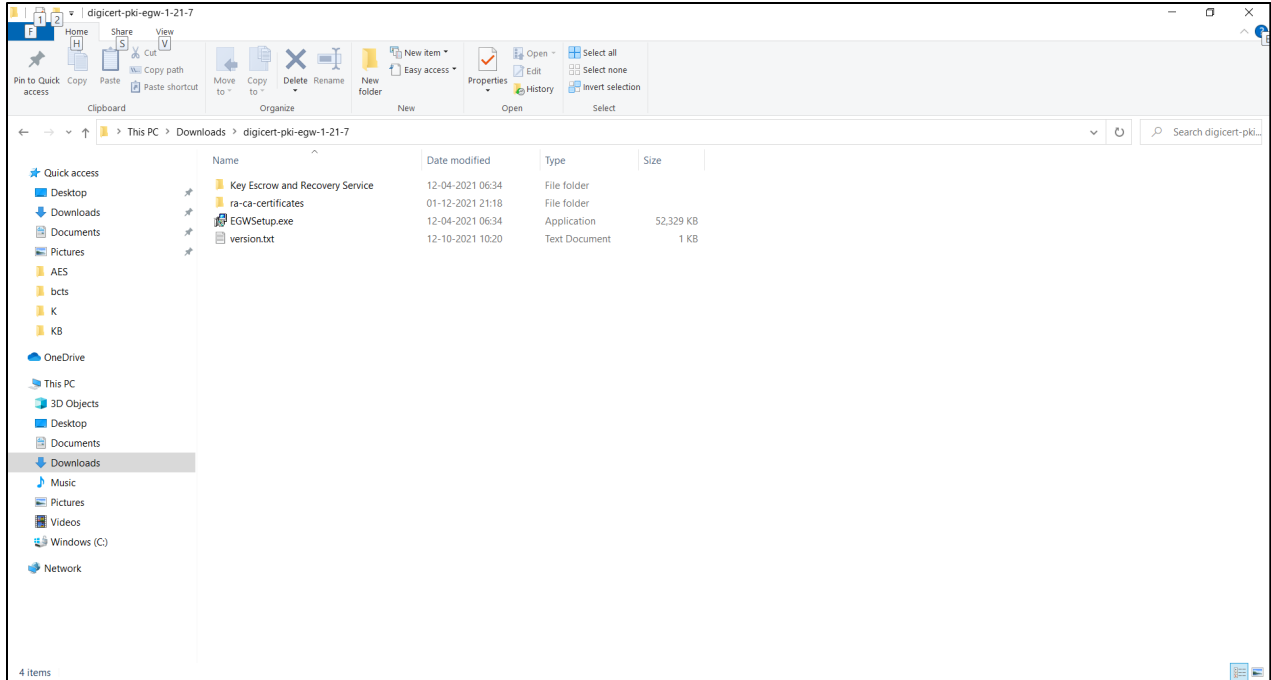 1 2 digicert-pki-egw-1-21-7
F Home Share View
H S V
Pin to Quick access
Copy
Paste
Cut
Copy path
Paste shortcut
Clipboard
Move to
Copy to
Delete
Rename
Organize
New folder
New item
Easy access
New
Properties
Open
Edit
History
Open
Select all
Select none
Invert selection
Select
This PC > Downloads > digicert-pki-egw-1-21-7
Search digicert-pki...
Name Date modified Type Size
Key Escrow and Recovery Service 12-04-2021 06:34 File folder
ra-ca-certificates 01-12-2021 21:18 File folder
EGWSetup.exe 12-04-2021 06:34 Application 52,329 KB
version.txt 12-10-2021 10:20 Text Document 1 KB
Quick access
Desktop
Downloads
Documents
Pictures
AES
bcts
K
KB
OneDrive
This PC
3D Objects
Desktop
Documents
Downloads
Music
Pictures
Videos
Windows (C:)
Network
4 items